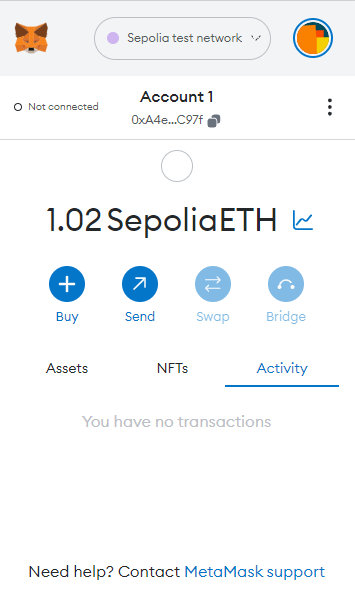 Sepolia test network
Not connected
Account 1
0xA4e...C97f
1.02 SepoliaETH
Buy Send Swap Bridge
Assets NFTs Activity
You have no transactions
Need help? Contact MetaMask support